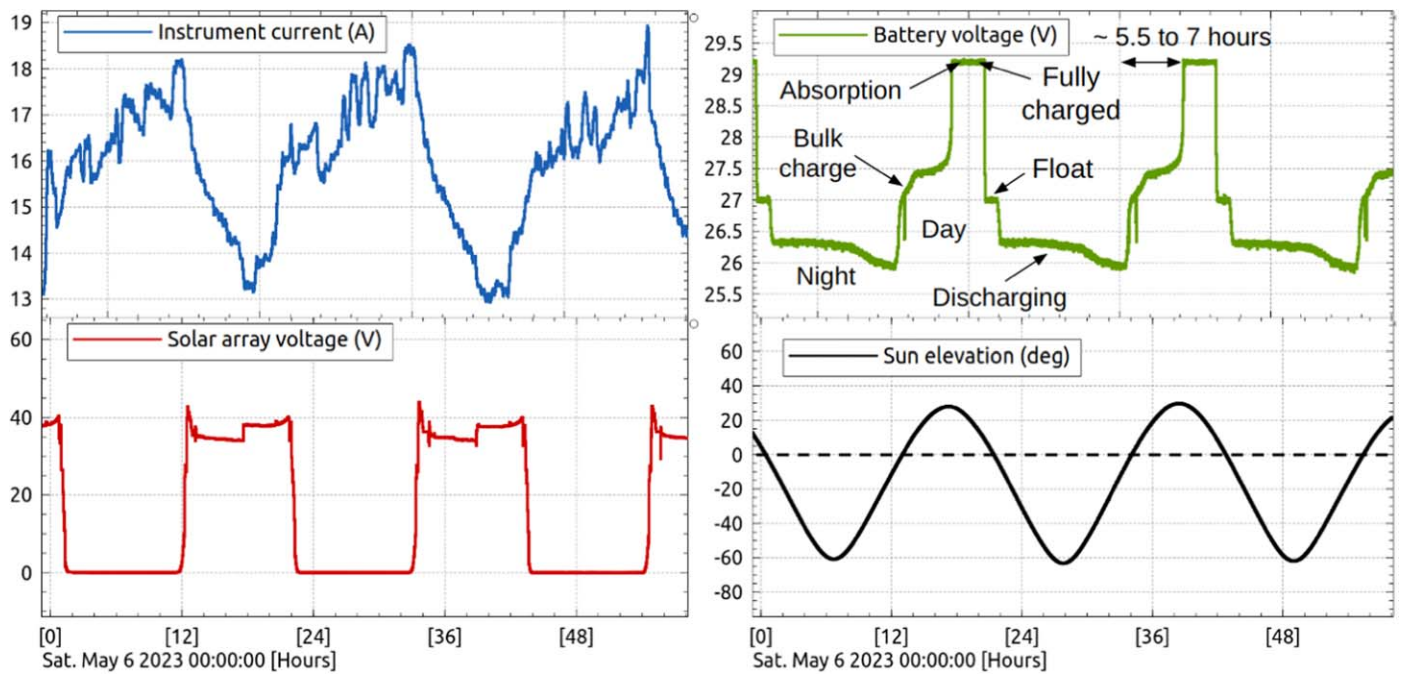 Instrument current (A)
19
18
17
16
15
14
13
Solar array voltage (V)
60
40
20
0
[0] [12] [24] [36] [48]
Sat. May 6 2023 00:00:00 [Hours]
Battery voltage (V)
29.5
29
28.5
28
27.5
27
26.5
26
25.5
~ 5.5 to 7 hours
Absorption
Fully
charged
Bulk
charge
Float
Day
Night
Discharging
Sun elevation (deg)
60
40
20
0
-20
-40
-60
-80
[0] [12] [24] [36] [48]
Sat. May 6 2023 00:00:00 [Hours]